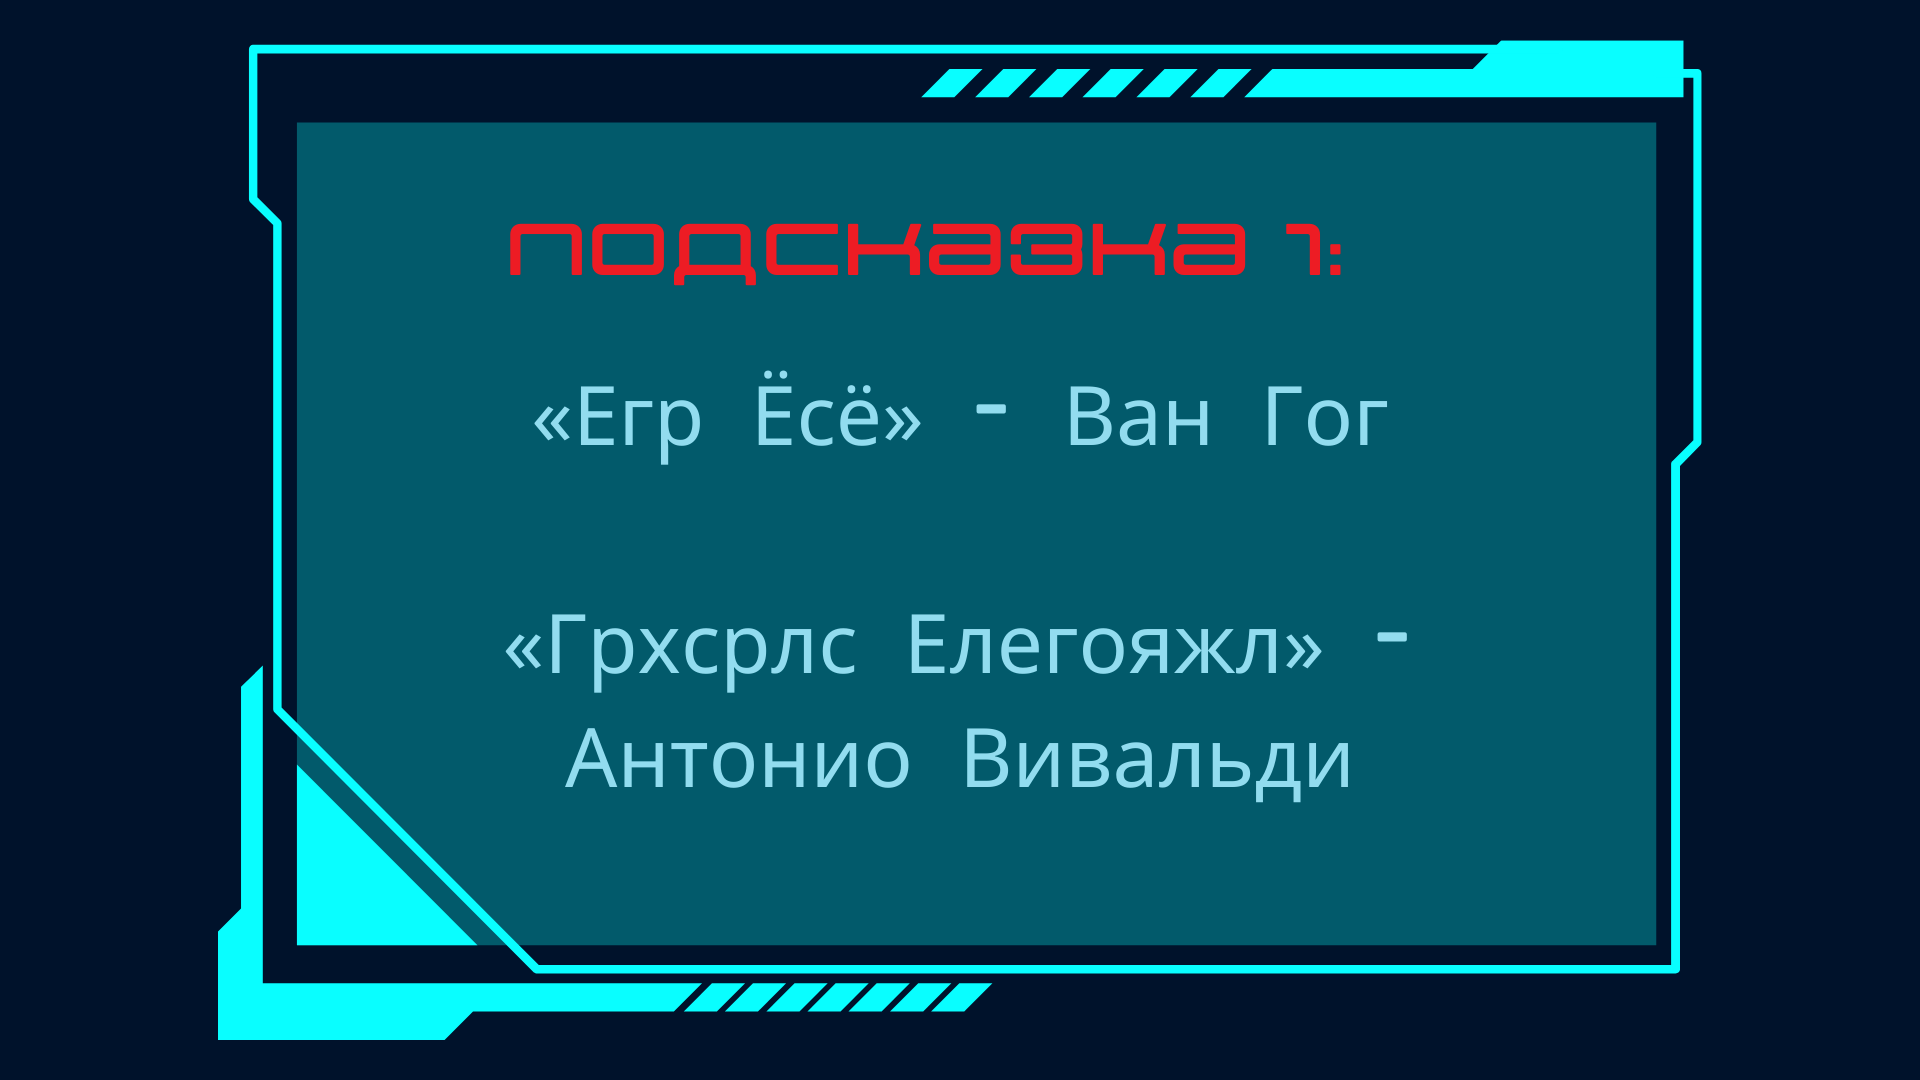 ПОДСКАЗКА 1:
«Егр Ёсё» - Ван Гог
«Грхсрлс Елегояжл» -
Антонио Вивальди